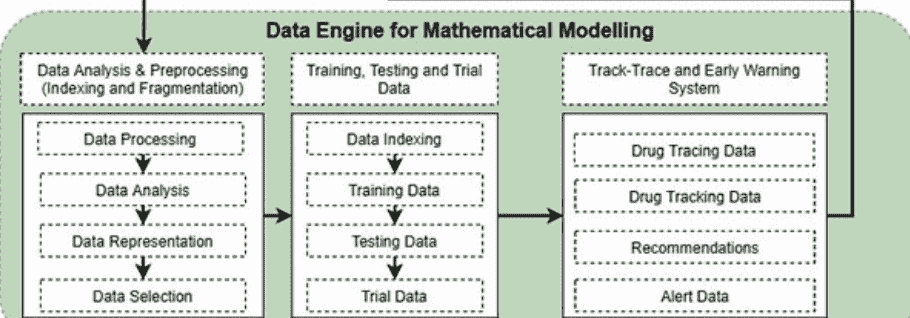 Data Engine for Mathematical Modelling
Data Analysis & Preprocessing
(Indexing and Fragmentation)
Data Processing
Data Analysis
Data Representation
Data Selection
Training, Testing and Trial
Data
Data Indexing
Training Data
Testing Data
Trial Data
Track-Trace and Early Warning
System
Drug Tracing Data
Drug Tracking Data
Recommendations
Alert Data